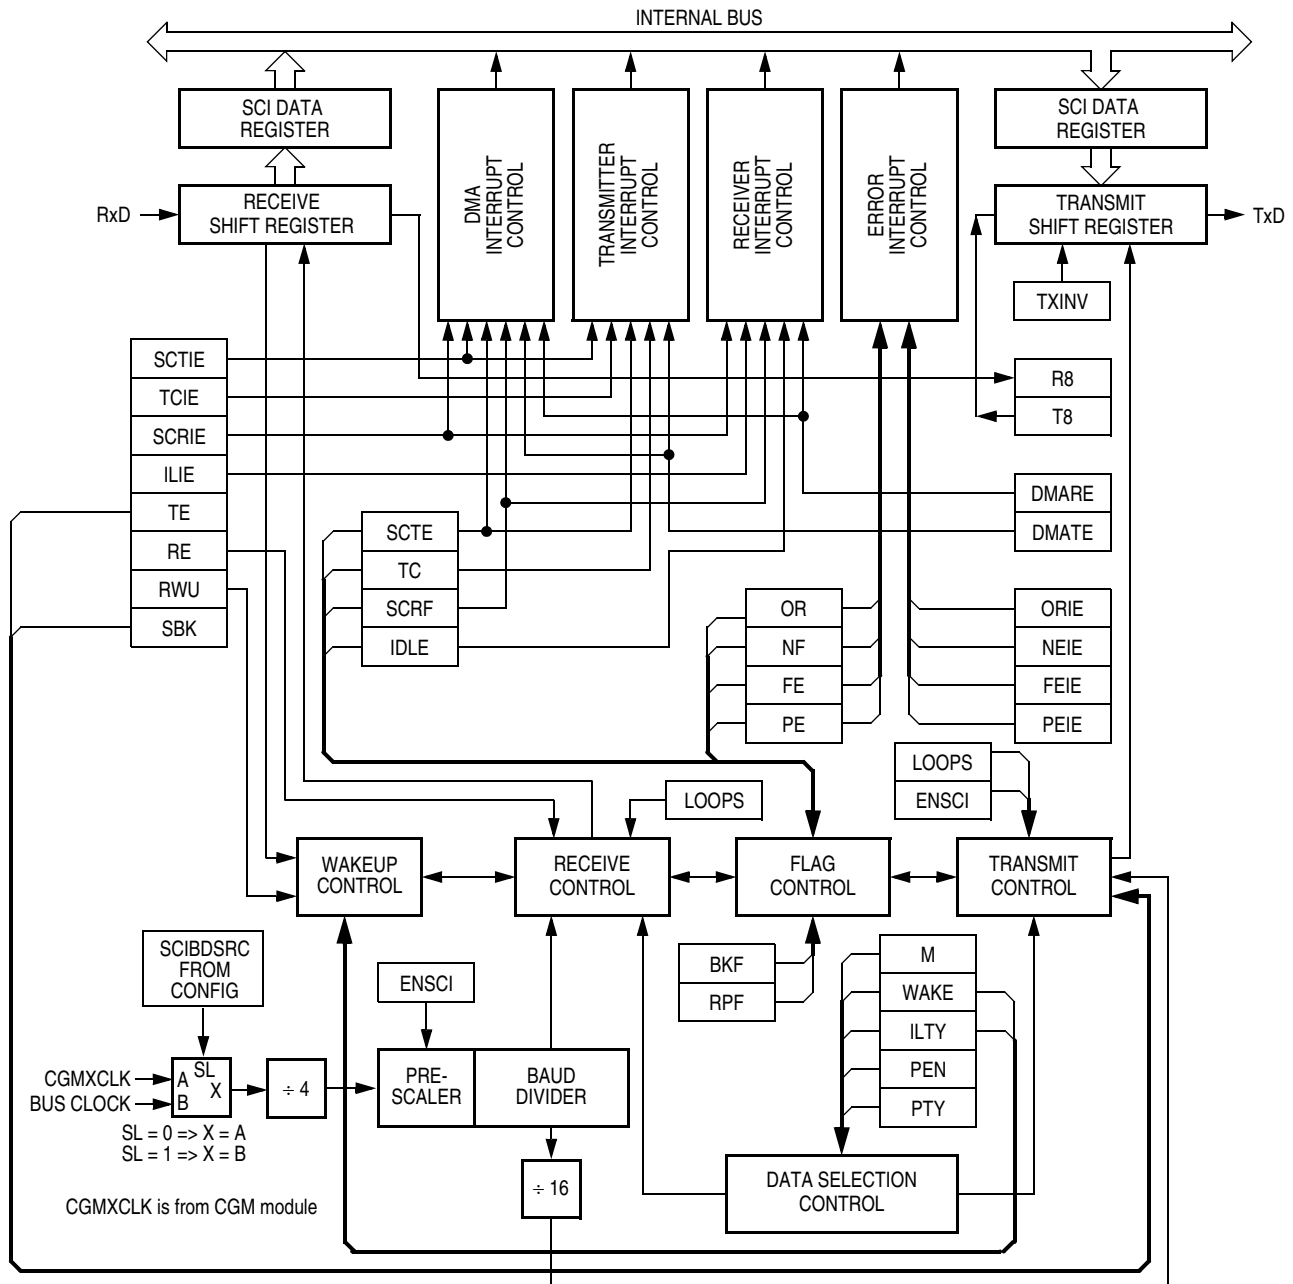 INTERNAL BUS
SCI DATA
REGISTER
SCI DATA
REGISTER
RxD
RECEIVE
SHIFT REGISTER
DMA
INTERRUPT
CONTROL
TRANSMITTER
INTERRUPT
CONTROL
RECEIVER
INTERRUPT
CONTROL
ERROR
INTERRUPT
CONTROL
TRANSMIT
SHIFT REGISTER
TxD
TXINV
SCTIE
TCIE
SCRIE
ILIE
TE
RE
RWU
SBK
R8
T8
DMARE
DMATE
SCTE
TC
SCRF
IDLE
OR
NF
FE
PE
ORIE
NEIE
FEIE
PEIE
LOOPS
ENSCI
LOOPS
WAKEUP
CONTROL
RECEIVE
CONTROL
FLAG
CONTROL
TRANSMIT
CONTROL
SCIBDSRC
FROM
CONFIG
ENSCI
BKF
RPF
M
WAKE
ILTY
PEN
PTY
CGMXCLK
BUS CLOCK
SL
A
X
B
÷ 4
PRE-
SCALER
BAUD
DIVIDER
SL = 0 => X = A
SL = 1 => X = B
÷ 16
DATA SELECTION
CONTROL
CGMXCLK is from CGM module